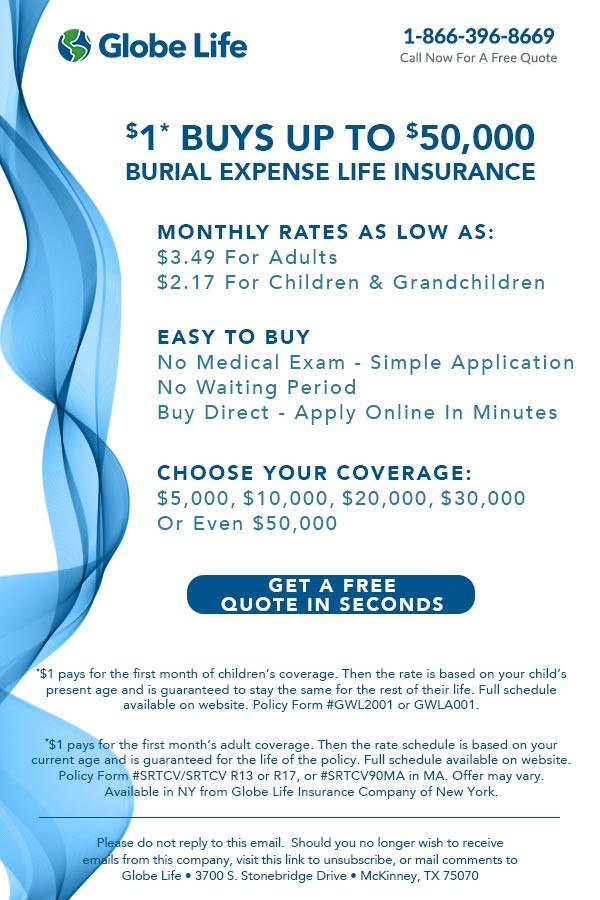 Globe Life
1-866-396-8669
Call Now For A Free Quote
$1* BUYS UP TO $50,000
BURIAL EXPENSE LIFE INSURANCE
MONTHLY RATES AS LOW AS:
$3.49 For Adults
$2.17 For Children & Grandchildren
EASY TO BUY
No Medical Exam - Simple Application
No Waiting Period
Buy Direct - Apply Online In Minutes
CHOOSE YOUR COVERAGE:
$5,000, $10,000, $20,000, $30,000
Or Even $50,000
GET A FREE
QUOTE IN SECONDS
*$1 pays for the first month of children’s coverage. Then the rate is based on your child’s
present age and is guaranteed to stay the same for the rest of their life. Full schedule
available on website. Policy Form #GWL2001 or GWLA001.
*$1 pays for the first month’s adult coverage. Then the rate schedule is based on your
current age and is guaranteed for the life of the policy. Full schedule available on website.
Policy Form #SRTCV/SRTCV R13 or R17, or #SRTCV90MA in MA. Offer may vary.
Available in NY from Globe Life Insurance Company of New York.
Please do not reply to this email. Should you no longer wish to receive
emails from this company, visit this link to unsubscribe, or mail comments to
Globe Life • 3700 S. Stonebridge Drive • McKinney, TX 75070